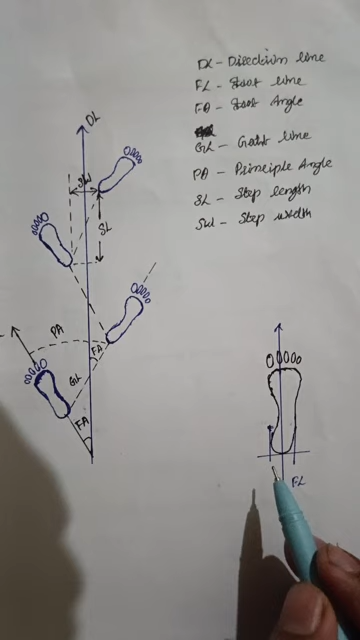 DL - Direction line
FL - Foot line
FA - Foot Angle
GL - Gait line
PA - Principle Angle
SL - Step length
SW - Step width
DL
SW
SL
PA
FA
GL
FA
FL